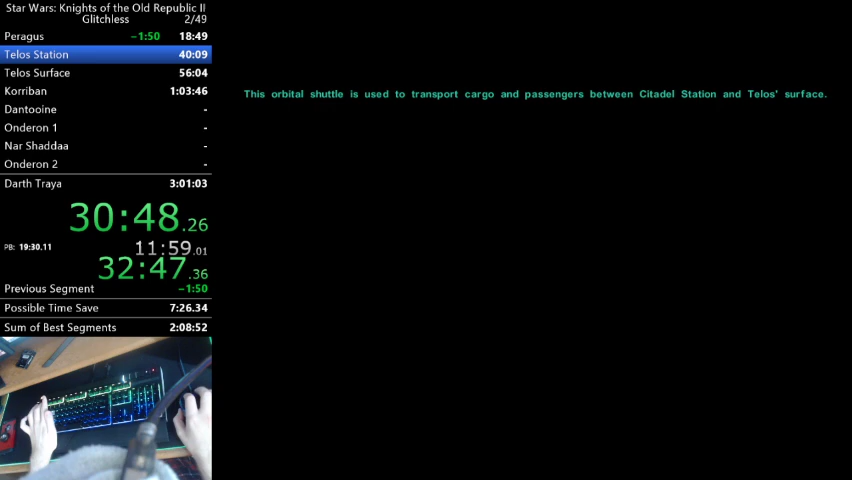 Star Wars: Knights of the Old Republic II
Glitchless 2/49
Peragus -1:50 18:49
Telos Station 40:09
Telos Surface 56:04
Korriban 1:03:46
Dantooine -
Onderon 1 -
Nar Shaddaa -
Onderon 2 -
Darth Traya 3:01:03
30:48.26
PB: 19:30.11 11:59.01
32:47.36
Previous Segment -1:50
Possible Time Save 7:26.34
Sum of Best Segments 2:08:52
This orbital shuttle is used to transport cargo and passengers between Citadel Station and Telos' surface.